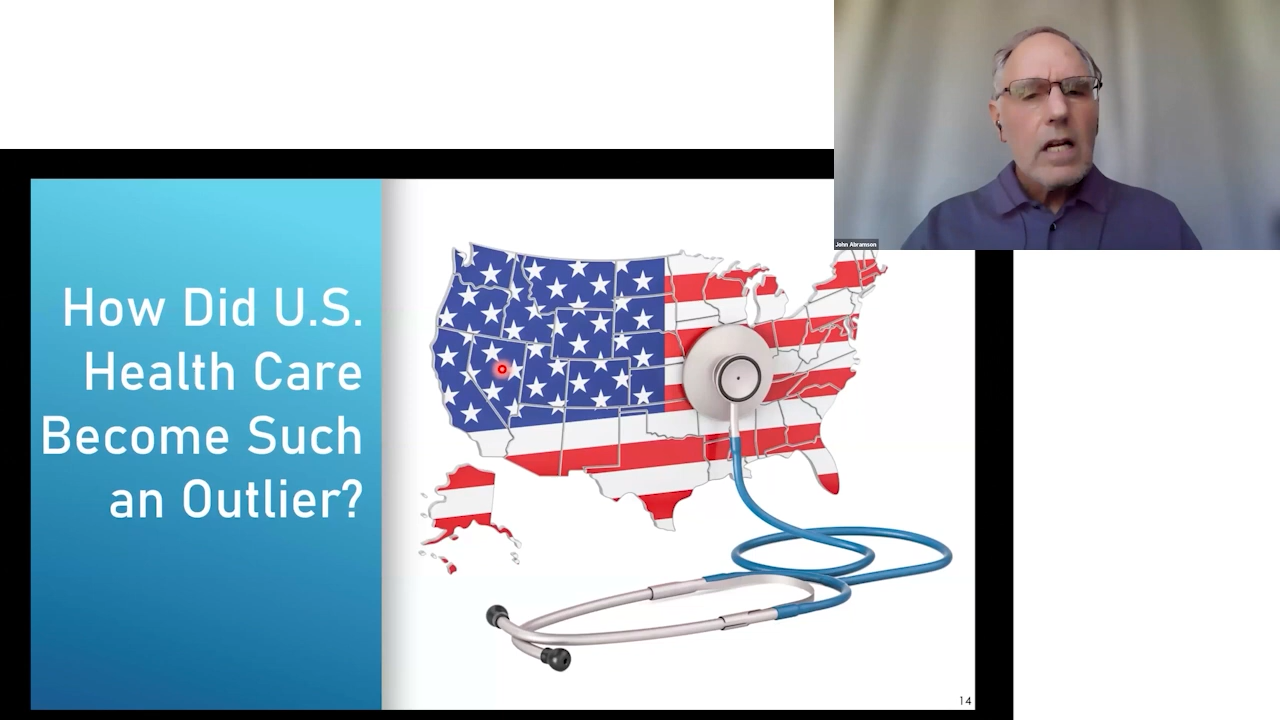 John Abramson
How Did U.S.
Health Care
Become Such
an Outlier?
14